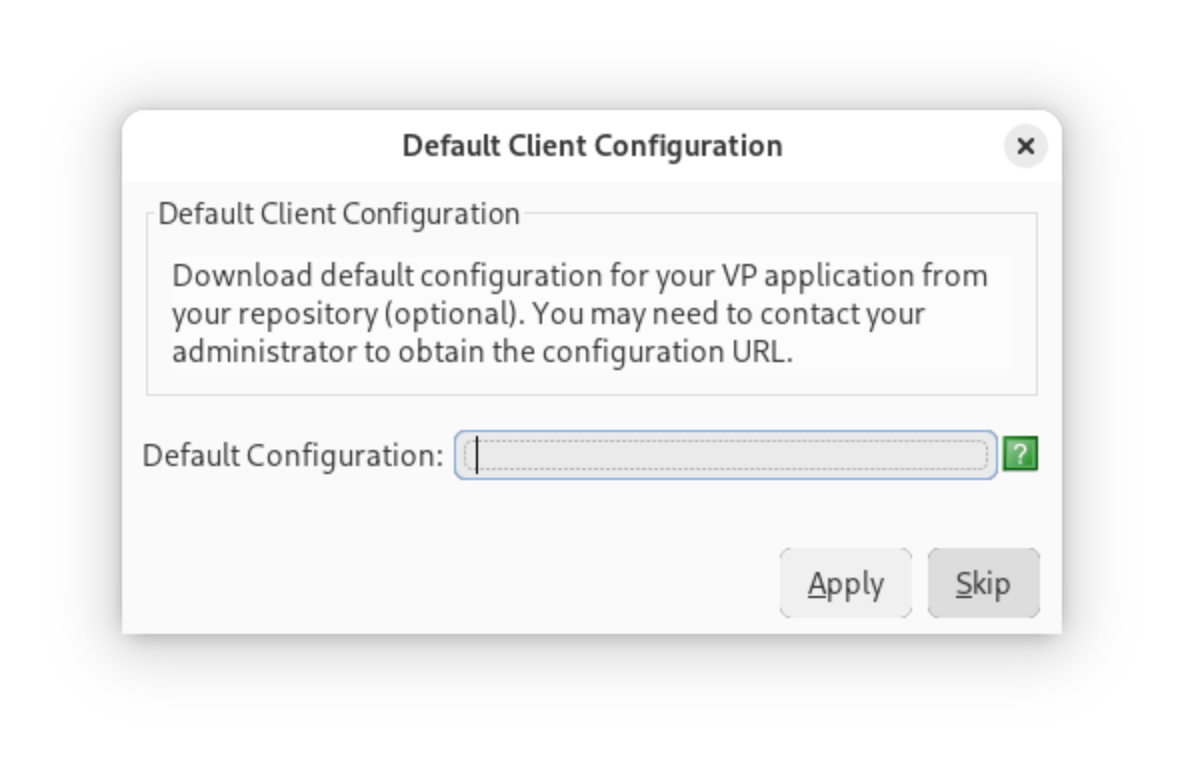 Default Client Configuration
Default Client Configuration
Download default configuration for your VP application from
your repository (optional). You may need to contact your
administrator to obtain the configuration URL.
Default Configuration:
?
Apply
Skip